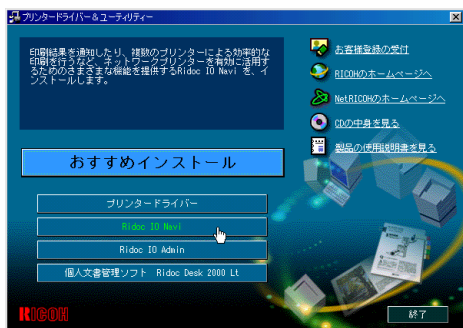 プリンタードライバー＆ユーティリティー
印刷結果を通知したり、複数のプリンターによる効率的な
印刷を行うなど、ネットワークプリンターを有効に活用す
るためのさまざまな機能を提供するRidoc IO Navi を、イ
ンストールします。
お客様登録の受付
RICOHのホームページへ
NetRICOHのホームページへ
CDの中身を見る
製品の使用説明書を見る
おすすめインストール
プリンタードライバー
Ridoc IO Navi
Ridoc IO Admin
個人文書管理ソフト Ridoc Desk 2000 Lt
RICOH
終了